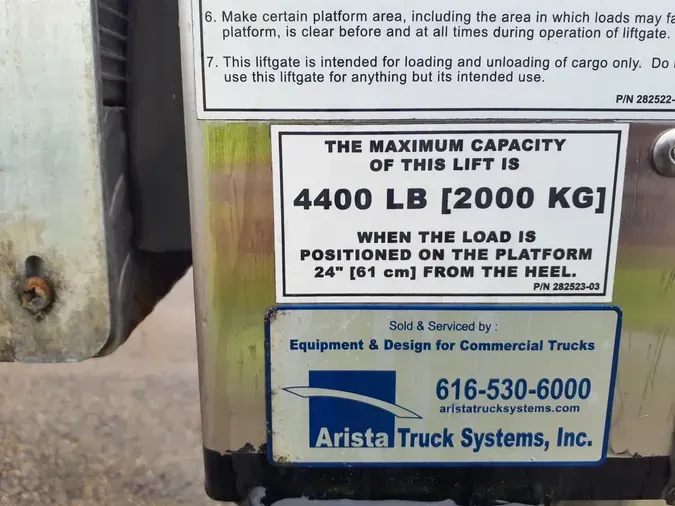 6. Make certain platform area, including the area in which loads may
platform, is clear before and at all times during operation of liftgate.
7. This liftgate is intended for loading and unloading of cargo only. Do
use this liftgate for anything but its intended use.
P/N 282522-
THE MAXIMUM CAPACITY
OF THIS LIFT IS
4400 LB [2000 KG]
WHEN THE LOAD IS
POSITIONED ON THE PLATFORM
24" [61 cm] FROM THE HEEL.
P/N 282523-03
Sold & Serviced by :
Equipment & Design for Commercial Trucks
616-530-6000
aristatrucksystems.com
Arista Truck Systems, Inc.